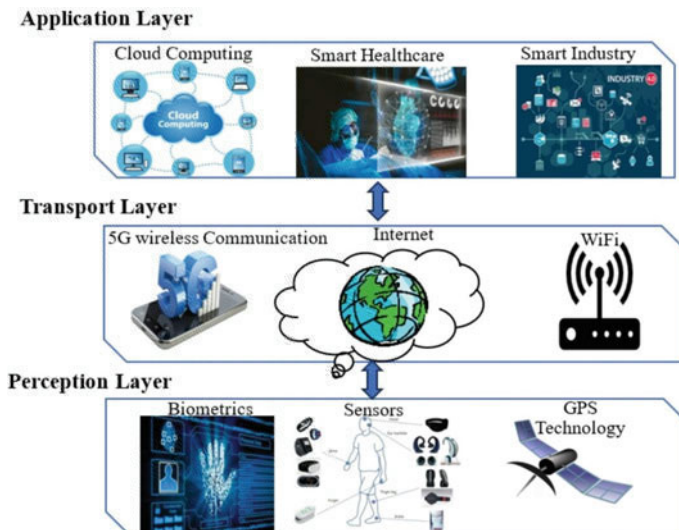 Application Layer
Cloud Computing
Smart Healthcare
Smart Industry
Cloud
Computing
INDUSTRY 4.0
Transport Layer
5G wireless Communication
Internet
WiFi
5G
Perception Layer
Biometrics
Sensors
GPS
Technology